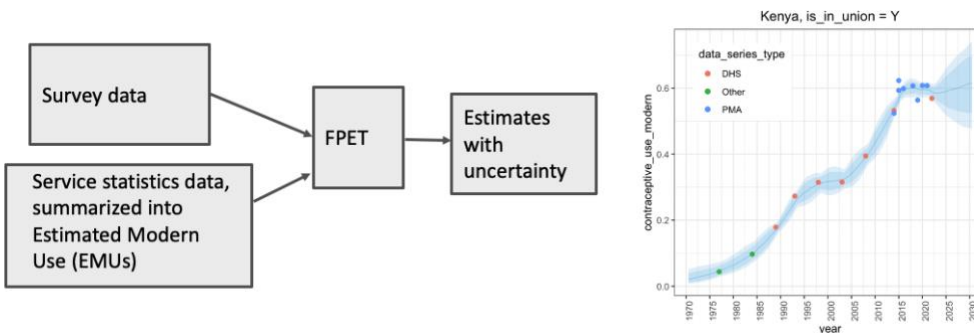 Survey data
Service statistics data,
summarized into
Estimated Modern
Use (EMUs)
FPET
Estimates
with
uncertainty
Kenya, is_in_union = Y
data_series_type
DHS
Other
PMA
contraceptive_use_modern
0.6
0.4
0.2
0.0
1970
1975
1980
1985
1990
1995
2000
2005
2010
2015
2020
2025
2030
year